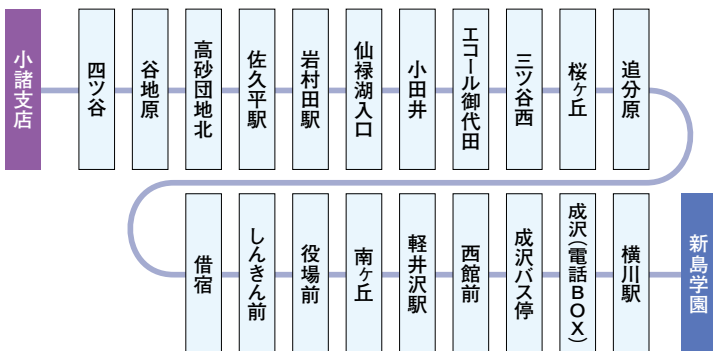 小諸支店
四ツ谷
谷地原
高砂団地北
佐久平駅
岩村田駅
仙禄湖入口
小田井
エコール御代田
三ツ谷西
桜ヶ丘
追分原
借宿
しんきん前
役場前
南ヶ丘
軽井沢駅
西館前
成沢バス停
成沢(電話BOX)
横川駅
新島学園